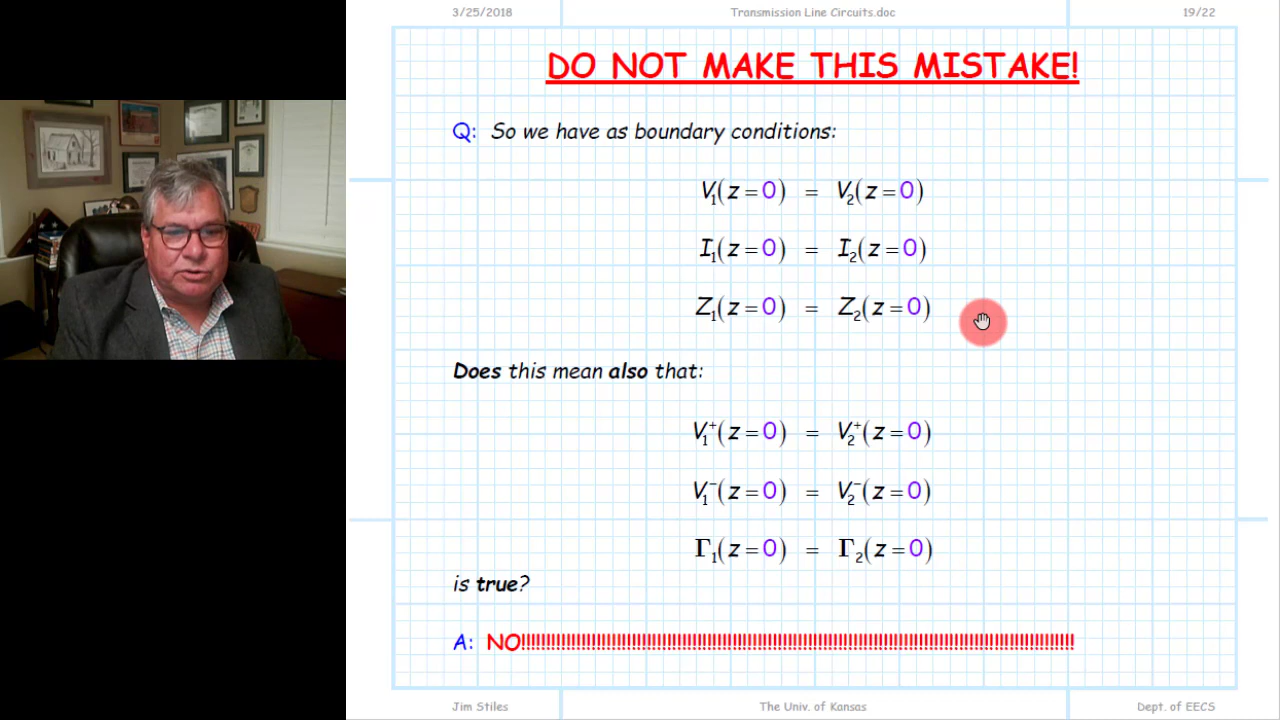 3/25/2018 Transmission Line Circuits.doc 19/22
DO NOT MAKE THIS MISTAKE!
Q: So we have as boundary conditions:
V₁(z=0) = V₂(z=0)
I₁(z=0) = I₂(z=0)
Z₁(z=0) = Z₂(z=0)
Does this mean also that:
V₁⁺(z=0) = V₂⁺(z=0)
V₁⁻(z=0) = V₂⁻(z=0)
Γ₁(z=0) = Γ₂(z=0)
is true?
A: NO!!!!!!!!!!!!!!!!!!!!!!!!!!!!!!!!!!!!!!!!!!!!!!!!!!!!!!!!!!!!!!!!!!!!!!!!!!!!!!!!!!!!!!!!!!!!!!!!!!!!!!!!!!!!!!
Jim Stiles The Univ. of Kansas Dept. of EECS